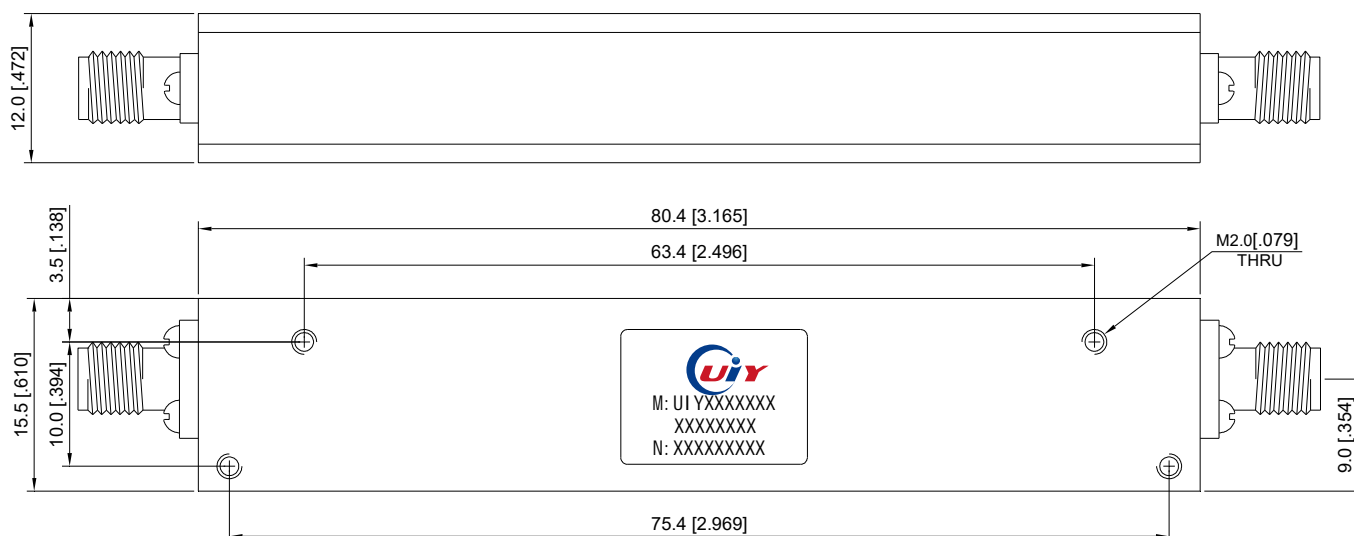 12.0 [.472]
80.4 [3.165]
3.5 [.138]
63.4 [2.496]
M2.0[.079]
THRU
15.5 [.610]
10.0 [.394]
UiY
M: UIYXXXXXXX
XXXXXXXX
N: XXXXXXXXX
9.0 [.354]
75.4 [2.969]